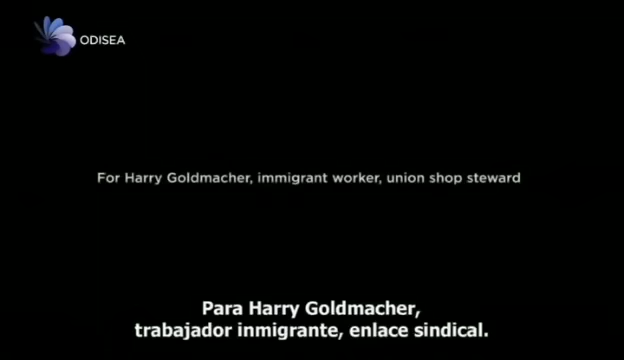 ODISEA
For Harry Goldmacher, immigrant worker, union shop steward
Para Harry Goldmacher,
trabajador inmigrante, enlace sindical.